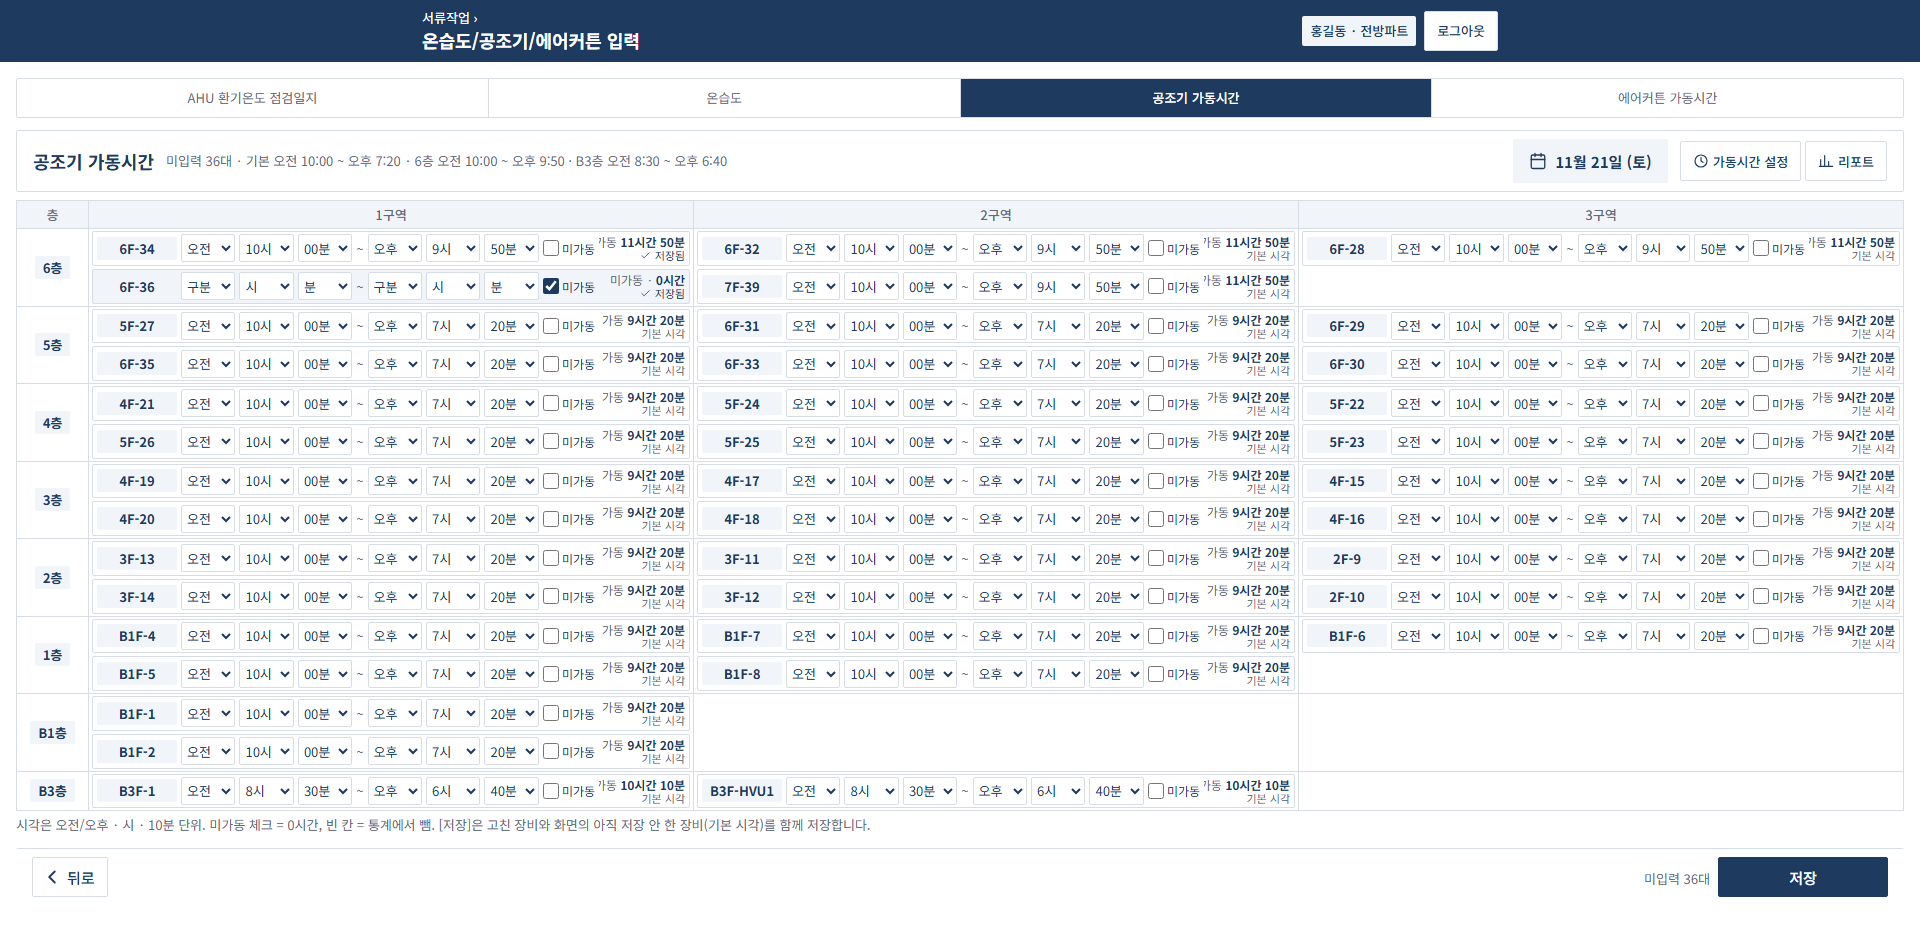 서류작업 ›
온습도/공조기/에어커튼 입력
홍길동 · 전방파트
로그아웃
AHU 환기온도 점검일지
온습도
공조기 가동시간
에어커튼 가동시간
공조기 가동시간 미입력 36대 · 기본 오전 10:00 ~ 오후 7:20 · 6층 오전 10:00 ~ 오후 9:50 · B3층 오전 8:30 ~ 오후 6:40
11월 21일 (토)
가동시간 설정
리포트
층 1구역 2구역 3구역
6층
6F-34 오전 10시 00분 ~ 오후 9시 50분 미가동 가동 11시간 50분 저장됨
6F-32 오전 10시 00분 ~ 오후 9시 50분 미가동 가동 11시간 50분 기본 시각
6F-28 오전 10시 00분 ~ 오후 9시 50분 미가동 가동 11시간 50분 기본 시각
6F-36 구분 시 분 ~ 구분 시 분 미가동 미가동 · 0시간 저장됨
7F-39 오전 10시 00분 ~ 오후 9시 50분 미가동 가동 11시간 50분 기본 시각
5층
5F-27 오전 10시 00분 ~ 오후 7시 20분 미가동 가동 9시간 20분 기본 시각
6F-31 오전 10시 00분 ~ 오후 7시 20분 미가동 가동 9시간 20분 기본 시각
6F-29 오전 10시 00분 ~ 오후 7시 20분 미가동 가동 9시간 20분 기본 시각
6F-35 오전 10시 00분 ~ 오후 7시 20분 미가동 가동 9시간 20분 기본 시각
6F-33 오전 10시 00분 ~ 오후 7시 20분 미가동 가동 9시간 20분 기본 시각
6F-30 오전 10시 00분 ~ 오후 7시 20분 미가동 가동 9시간 20분 기본 시각
4층
4F-21 오전 10시 00분 ~ 오후 7시 20분 미가동 가동 9시간 20분 기본 시각
5F-24 오전 10시 00분 ~ 오후 7시 20분 미가동 가동 9시간 20분 기본 시각
5F-22 오전 10시 00분 ~ 오후 7시 20분 미가동 가동 9시간 20분 기본 시각
5F-26 오전 10시 00분 ~ 오후 7시 20분 미가동 가동 9시간 20분 기본 시각
5F-25 오전 10시 00분 ~ 오후 7시 20분 미가동 가동 9시간 20분 기본 시각
5F-23 오전 10시 00분 ~ 오후 7시 20분 미가동 가동 9시간 20분 기본 시각
3층
4F-19 오전 10시 00분 ~ 오후 7시 20분 미가동 가동 9시간 20분 기본 시각
4F-17 오전 10시 00분 ~ 오후 7시 20분 미가동 가동 9시간 20분 기본 시각
4F-15 오전 10시 00분 ~ 오후 7시 20분 미가동 가동 9시간 20분 기본 시각
4F-20 오전 10시 00분 ~ 오후 7시 20분 미가동 가동 9시간 20분 기본 시각
4F-18 오전 10시 00분 ~ 오후 7시 20분 미가동 가동 9시간 20분 기본 시각
4F-16 오전 10시 00분 ~ 오후 7시 20분 미가동 가동 9시간 20분 기본 시각
2층
3F-13 오전 10시 00분 ~ 오후 7시 20분 미가동 가동 9시간 20분 기본 시각
3F-11 오전 10시 00분 ~ 오후 7시 20분 미가동 가동 9시간 20분 기본 시각
2F-9 오전 10시 00분 ~ 오후 7시 20분 미가동 가동 9시간 20분 기본 시각
3F-14 오전 10시 00분 ~ 오후 7시 20분 미가동 가동 9시간 20분 기본 시각
3F-12 오전 10시 00분 ~ 오후 7시 20분 미가동 가동 9시간 20분 기본 시각
2F-10 오전 10시 00분 ~ 오후 7시 20분 미가동 가동 9시간 20분 기본 시각
1층
B1F-4 오전 10시 00분 ~ 오후 7시 20분 미가동 가동 9시간 20분 기본 시각
B1F-7 오전 10시 00분 ~ 오후 7시 20분 미가동 가동 9시간 20분 기본 시각
B1F-6 오전 10시 00분 ~ 오후 7시 20분 미가동 가동 9시간 20분 기본 시각
B1F-5 오전 10시 00분 ~ 오후 7시 20분 미가동 가동 9시간 20분 기본 시각
B1F-8 오전 10시 00분 ~ 오후 7시 20분 미가동 가동 9시간 20분 기본 시각
B1층
B1F-1 오전 10시 00분 ~ 오후 7시 20분 미가동 가동 9시간 20분 기본 시각
B1F-2 오전 10시 00분 ~ 오후 7시 20분 미가동 가동 9시간 20분 기본 시각
B3층
B3F-1 오전 8시 30분 ~ 오후 6시 40분 미가동 가동 10시간 10분 기본 시각
B3F-HVU1 오전 8시 30분 ~ 오후 6시 40분 미가동 가동 10시간 10분 기본 시각
시각은 오전/오후 · 시 · 10분 단위. 미가동 체크 = 0시간, 빈 칸 = 통계에서 뺌. [저장]은 고친 장비와 화면의 아직 저장 안 한 장비(기본 시각)를 함께 저장합니다.
뒤로
미입력 36대
저장